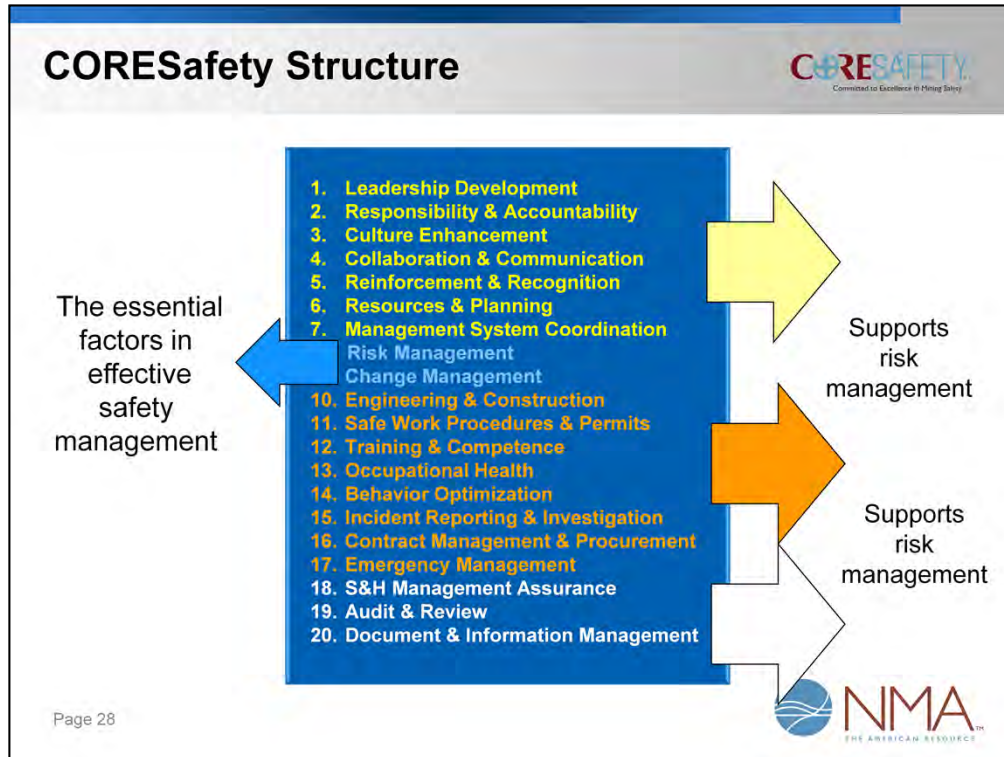 CORESafety Structure
CORESAFETY
Committed to Excellence in Mining Safety
The essential
factors in
effective
safety
management
1. Leadership Development
2. Responsibility & Accountability
3. Culture Enhancement
4. Collaboration & Communication
5. Reinforcement & Recognition
6. Resources & Planning
7. Management System Coordination
Risk Management
Change Management
10. Engineering & Construction
11. Safe Work Procedures & Permits
12. Training & Competence
13. Occupational Health
14. Behavior Optimization
15. Incident Reporting & Investigation
16. Contract Management & Procurement
17. Emergency Management
18. S&H Management Assurance
19. Audit & Review
20. Document & Information Management
Supports
risk
management
Supports
risk
management
Page 28
NMA
THE AMERICAN RESOURCE